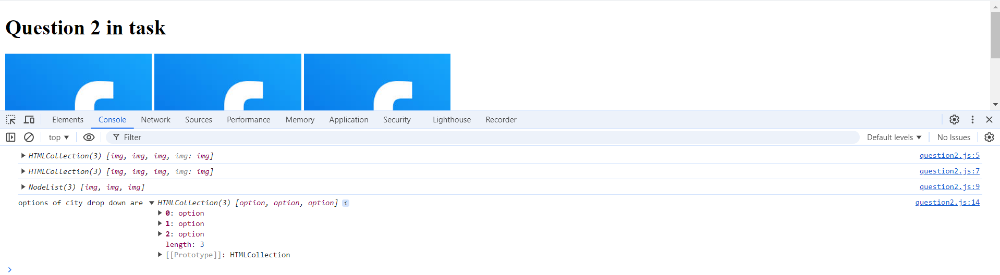 Question 2 in task
Elements Console Network Sources Performance Memory Application Security Lighthouse Recorder
top Filter Default levels No Issues
HTMLCollection(3) [img, img, img, img: img] question2.js:5
HTMLCollection(3) [img, img, img, img: img] question2.js:7
NodeList(3) [img, img, img] question2.js:9
options of city drop down are HTMLCollection(3) [option, option, option] i question2.js:14
0: option
1: option
2: option
length: 3
[[Prototype]]: HTMLCollection